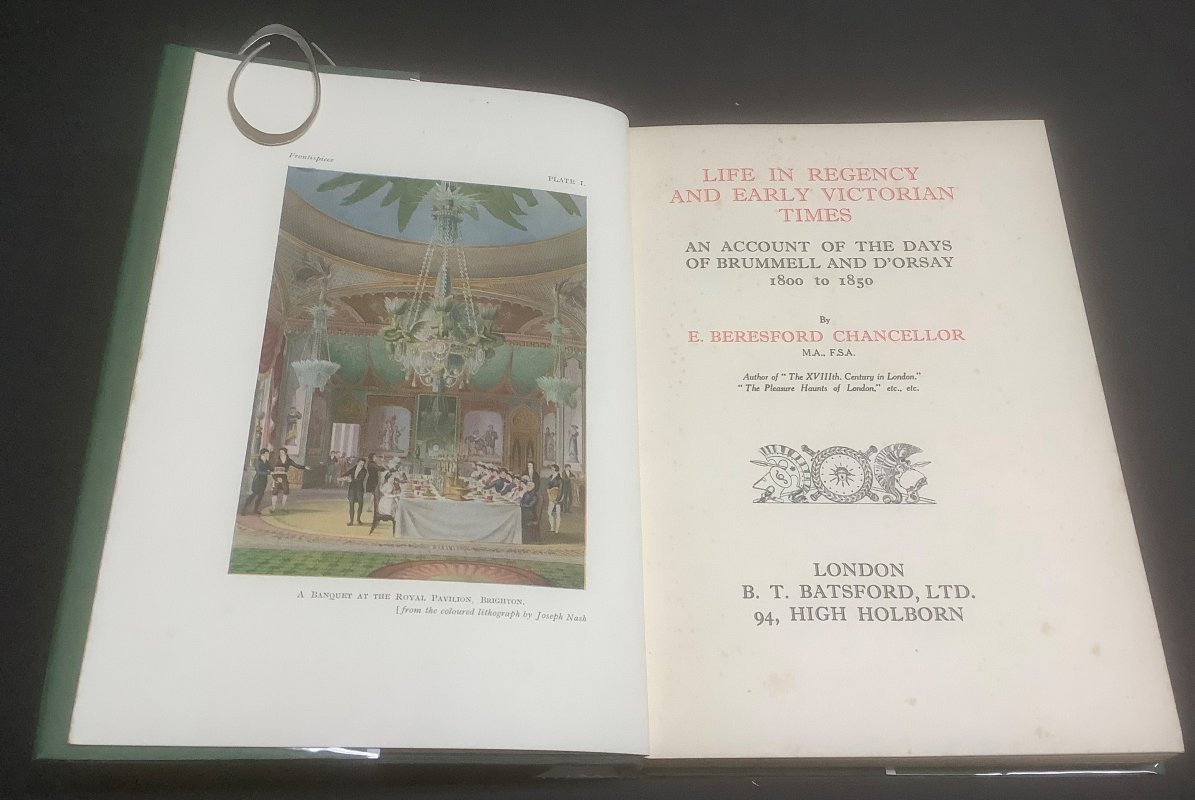 Frontispiece
PLATE I.
A BANQUET AT THE ROYAL PAVILION, BRIGHTON,
[from the coloured lithograph by Joseph Nash
LIFE IN REGENCY
AND EARLY VICTORIAN
TIMES
AN ACCOUNT OF THE DAYS
OF BRUMMELL AND D'ORSAY
1800 to 1850
By
E. BERESFORD CHANCELLOR
M.A., F.S.A.
Author of "The XVIIIth. Century in London."
"The Pleasure Haunts of London," etc., etc.
LONDON
B. T. BATSFORD, LTD.
94, HIGH HOLBORN